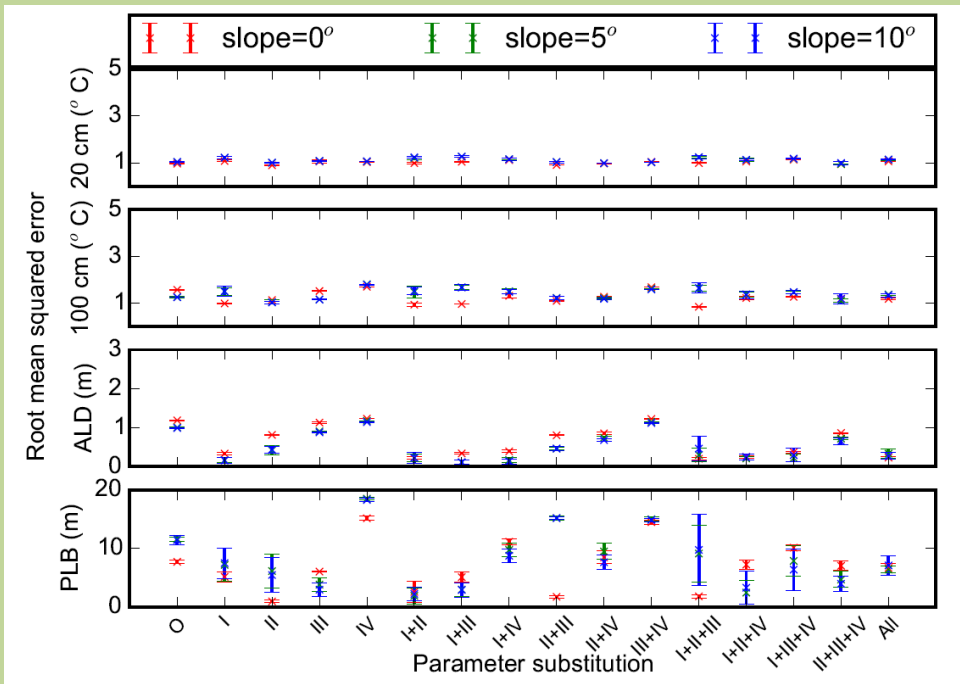 slope=0°
slope=5°
slope=10°
Root mean squared error
20 cm (° C)
5
3
1
100 cm (° C)
5
3
1
ALD (m)
3
2
1
0
PLB (m)
20
10
0
O
I
II
III
IV
I+II
I+III
I+IV
II+III
II+IV
III+IV
I+II+III
I+II+IV
I+III+IV
II+III+IV
All
Parameter substitution